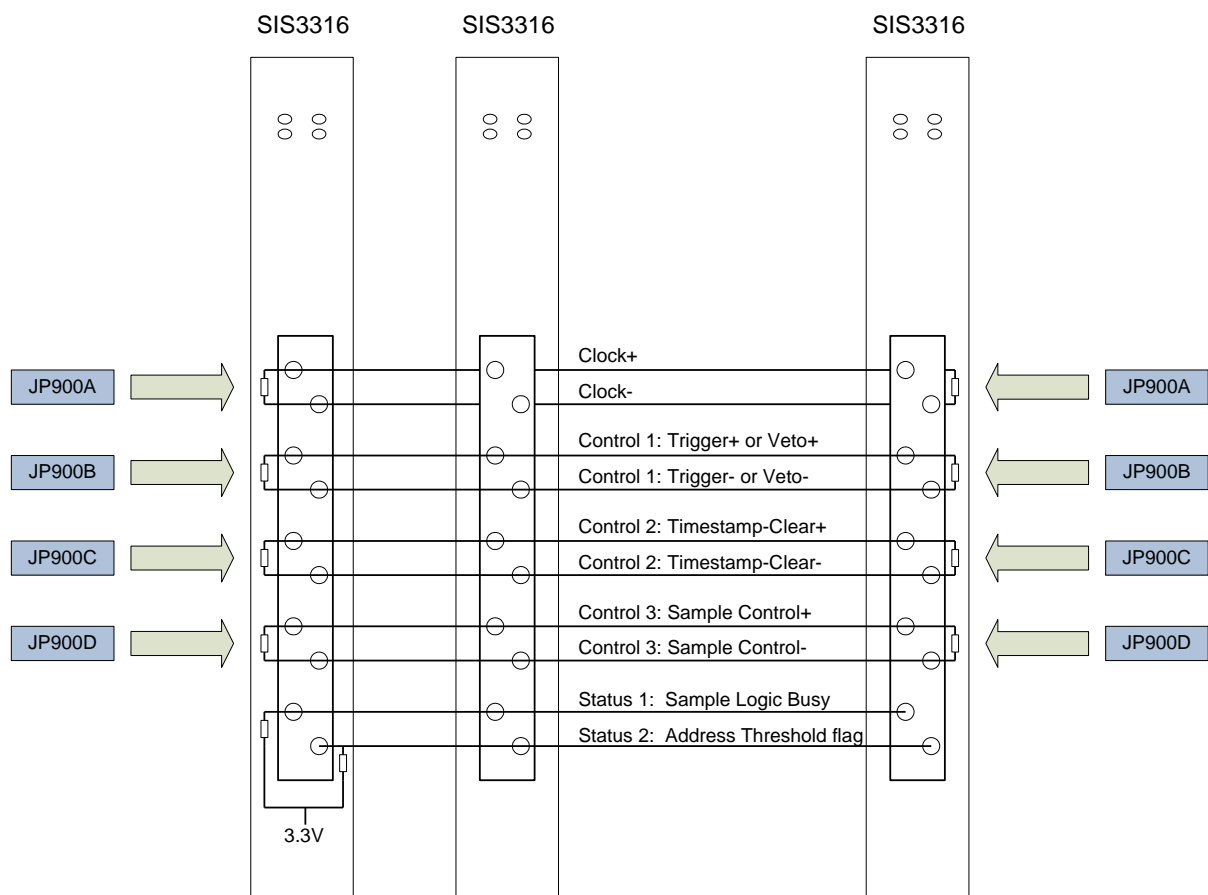 SIS3316 SIS3316 SIS3316
Clock+
JP900A JP900A
Clock-
Control 1: Trigger+ or Veto+
JP900B JP900B
Control 1: Trigger- or Veto-
Control 2: Timestamp-Clear+
JP900C JP900C
Control 2: Timestamp-Clear-
Control 3: Sample Control+
JP900D JP900D
Control 3: Sample Control-
Status 1: Sample Logic Busy
Status 2: Address Threshold flag
3.3V